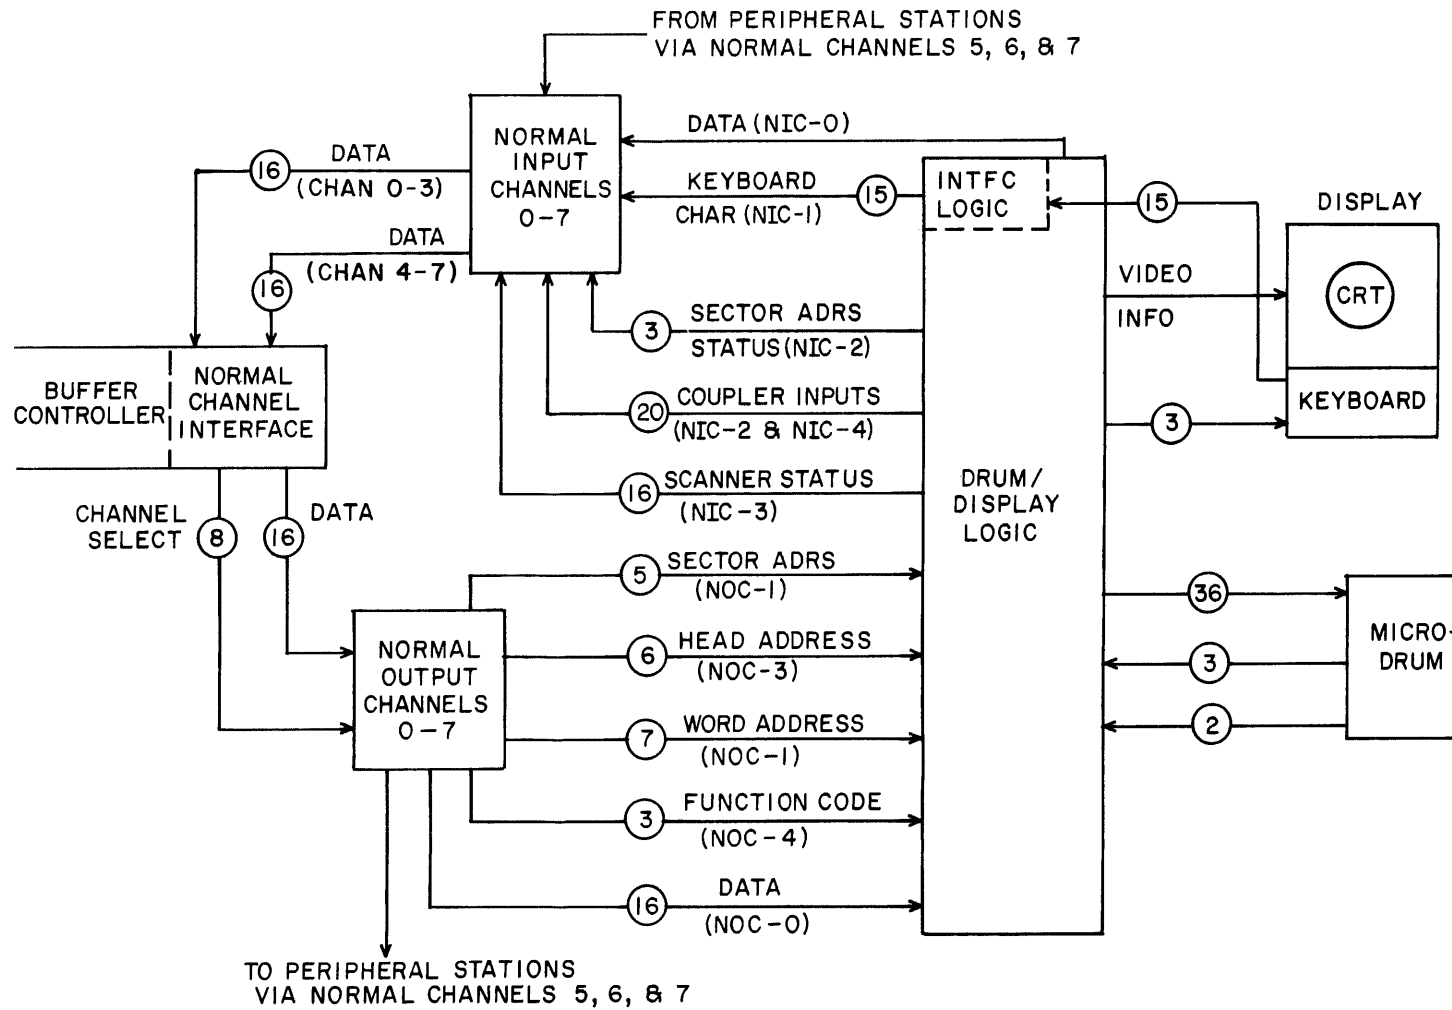 FROM PERIPHERAL STATIONS
VIA NORMAL CHANNELS 5, 6, & 7
NORMAL
INPUT
CHANNELS
0-7
DATA (NIC-0)
16
DATA
(CHAN 0-3)
KEYBOARD
CHAR (NIC-1)
15
INTFC
LOGIC
15
DISPLAY
DATA
(CHAN 4-7)
16
VIDEO
INFO
CRT
KEYBOARD
3
3
SECTOR ADRS
STATUS (NIC-2)
20
COUPLER INPUTS
(NIC-2 & NIC-4)
16
SCANNER STATUS
(NIC-3)
BUFFER
CONTROLLER
NORMAL
CHANNEL
INTERFACE
CHANNEL
SELECT
8
16
DATA
DRUM/
DISPLAY
LOGIC
5
SECTOR ADRS
(NOC-1)
NORMAL
OUTPUT
CHANNELS
0-7
6
HEAD ADDRESS
(NOC-3)
7
WORD ADDRESS
(NOC-1)
3
FUNCTION CODE
(NOC-4)
16
DATA
(NOC-0)
36
3
2
MICRO-
DRUM
TO PERIPHERAL STATIONS
VIA NORMAL CHANNELS 5, 6, & 7